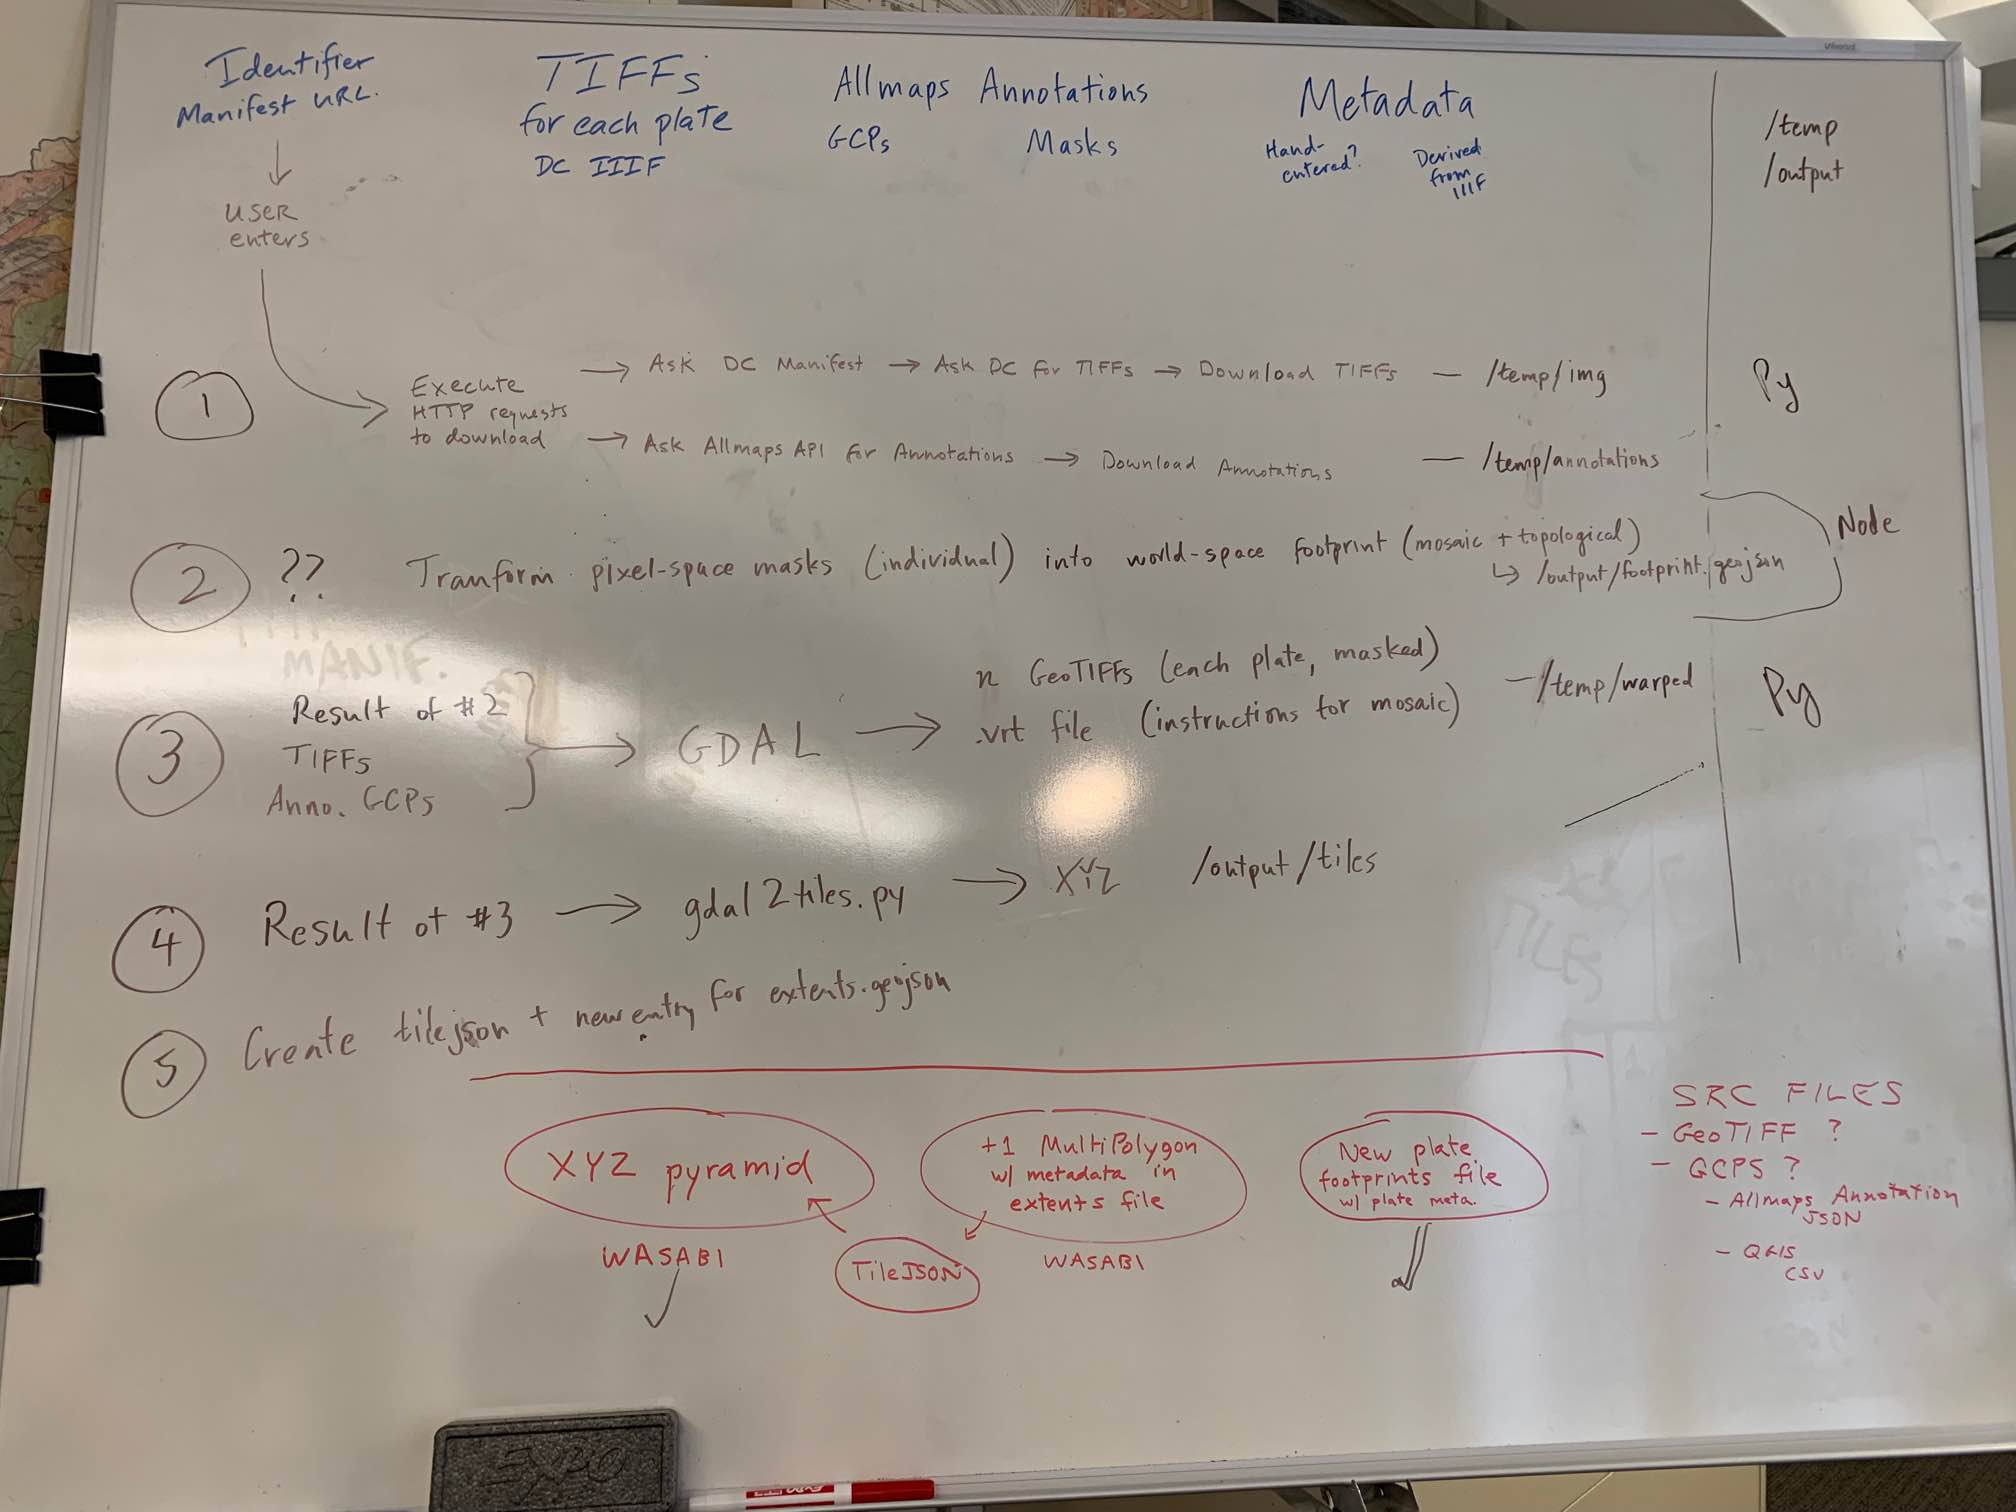 Identifier
Manifest URL.
USER
enters
TIFFs
for each plate
DC IIIF
Allmaps Annotations
GCPs Masks
Metadata
Hand-
entered?
Derived
from
IIIF
/temp
/output
1
Execute
HTTP requests
to download
→ Ask DC Manifest → Ask DC for TIFFs → Download TIFFs — /temp/img
→ Ask Allmaps API for Annotations → Download Annotations — /temp/annotations
Py
2 ?? Tranform pixel-space masks (individual) into world-space footprint (mosaic + topological)
↳ /output/footprint.geojson
Node
MANIF.
3
Result of #2
TIFFs
Anno. GCPs
→ GDAL →
n GeoTIFFs (each plate, masked)
.vrt file (instructions for mosaic)
— /temp/warped
Py
4 Result of #3 → gdal2tiles.py → XYZ /output/tiles
5 Create tilejson + new entry for extents.geojson
XYZ pyramid
WASABI
+1 MultiPolygon
w/ metadata in
extents file
WASABI
TileJSON
New plate
footprints file
w/ plate meta.
SRC FILES
- GeoTIFF ?
- GCPS ?
- Allmaps Annotation
JSON
- QGIS
CSV
EXPO